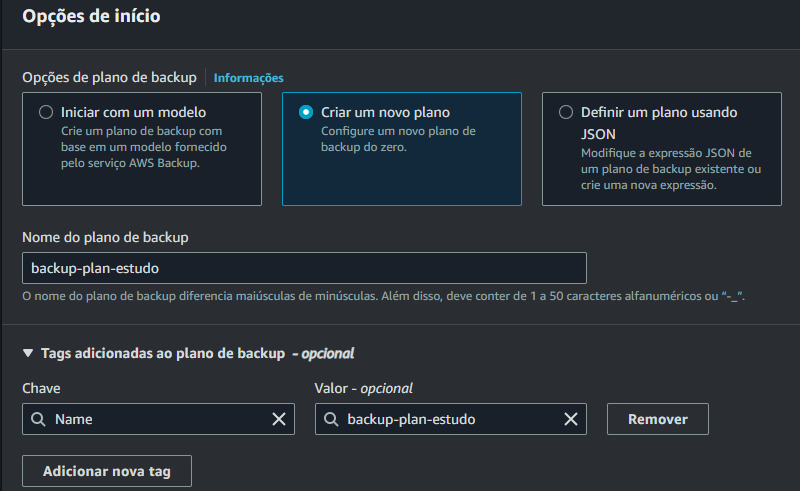 Opções de início
Opções de plano de backup Informações
Iniciar com um modelo
Crie um plano de backup com
base em um modelo fornecido
pelo serviço AWS Backup.
Criar um novo plano
Configure um novo plano de
backup do zero.
Definir um plano usando
JSON
Modifique a expressão JSON de
um plano de backup existente ou
crie uma nova expressão.
Nome do plano de backup
backup-plan-estudo
O nome do plano de backup diferencia maiúsculas de minúsculas. Além disso, deve conter de 1 a 50 caracteres alfanuméricos ou “-_”.
Tags adicionadas ao plano de backup - opcional
Chave
Valor - opcional
Name
backup-plan-estudo
Remover
Adicionar nova tag